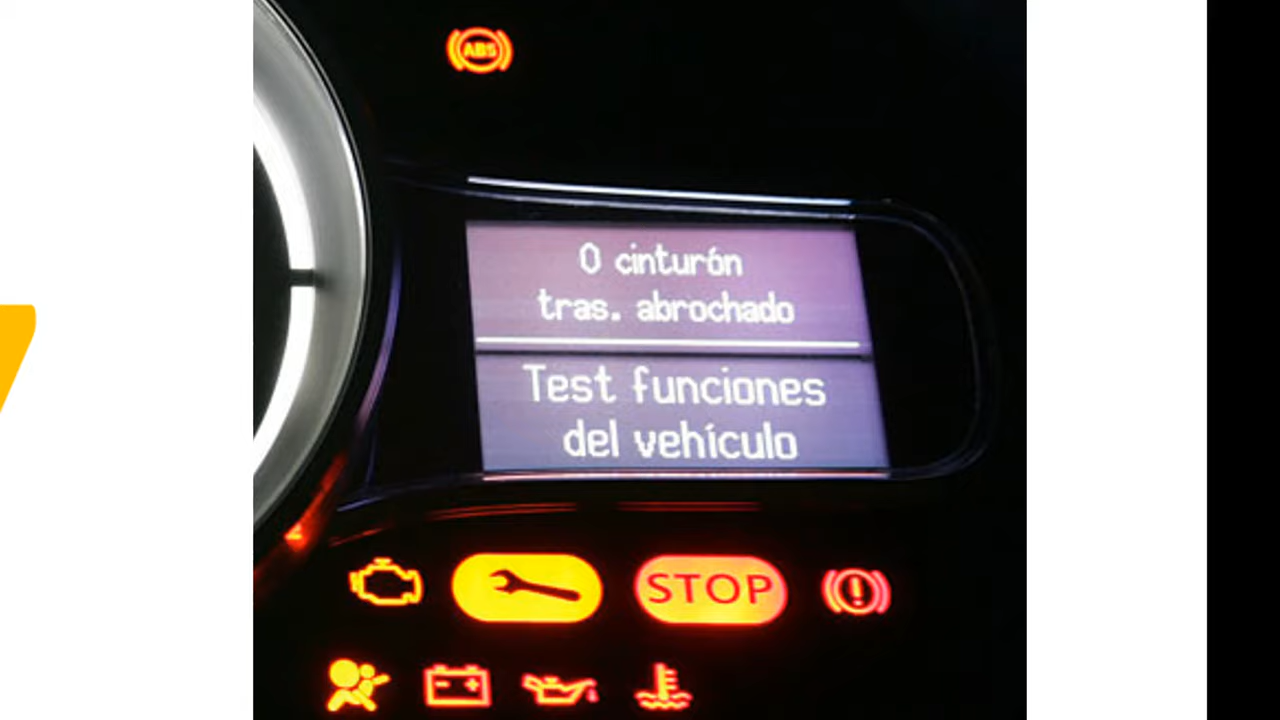 ABS
0 cinturón
tras. abrochado
Test funciones
del vehículo
STOP